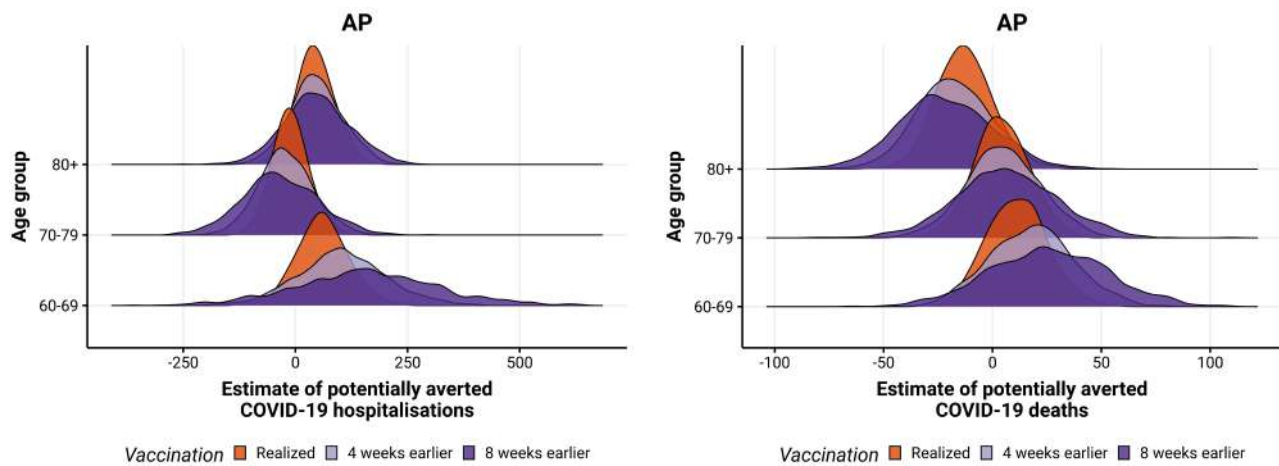 AP
Age group
80+
70-79
60-69
-250 0 250 500
Estimate of potentially averted
COVID-19 hospitalisations
Vaccination Realized 4 weeks earlier 8 weeks earlier
AP
Age group
80+
70-79
60-69
-100 -50 0 50 100
Estimate of potentially averted
COVID-19 deaths
Vaccination Realized 4 weeks earlier 8 weeks earlier